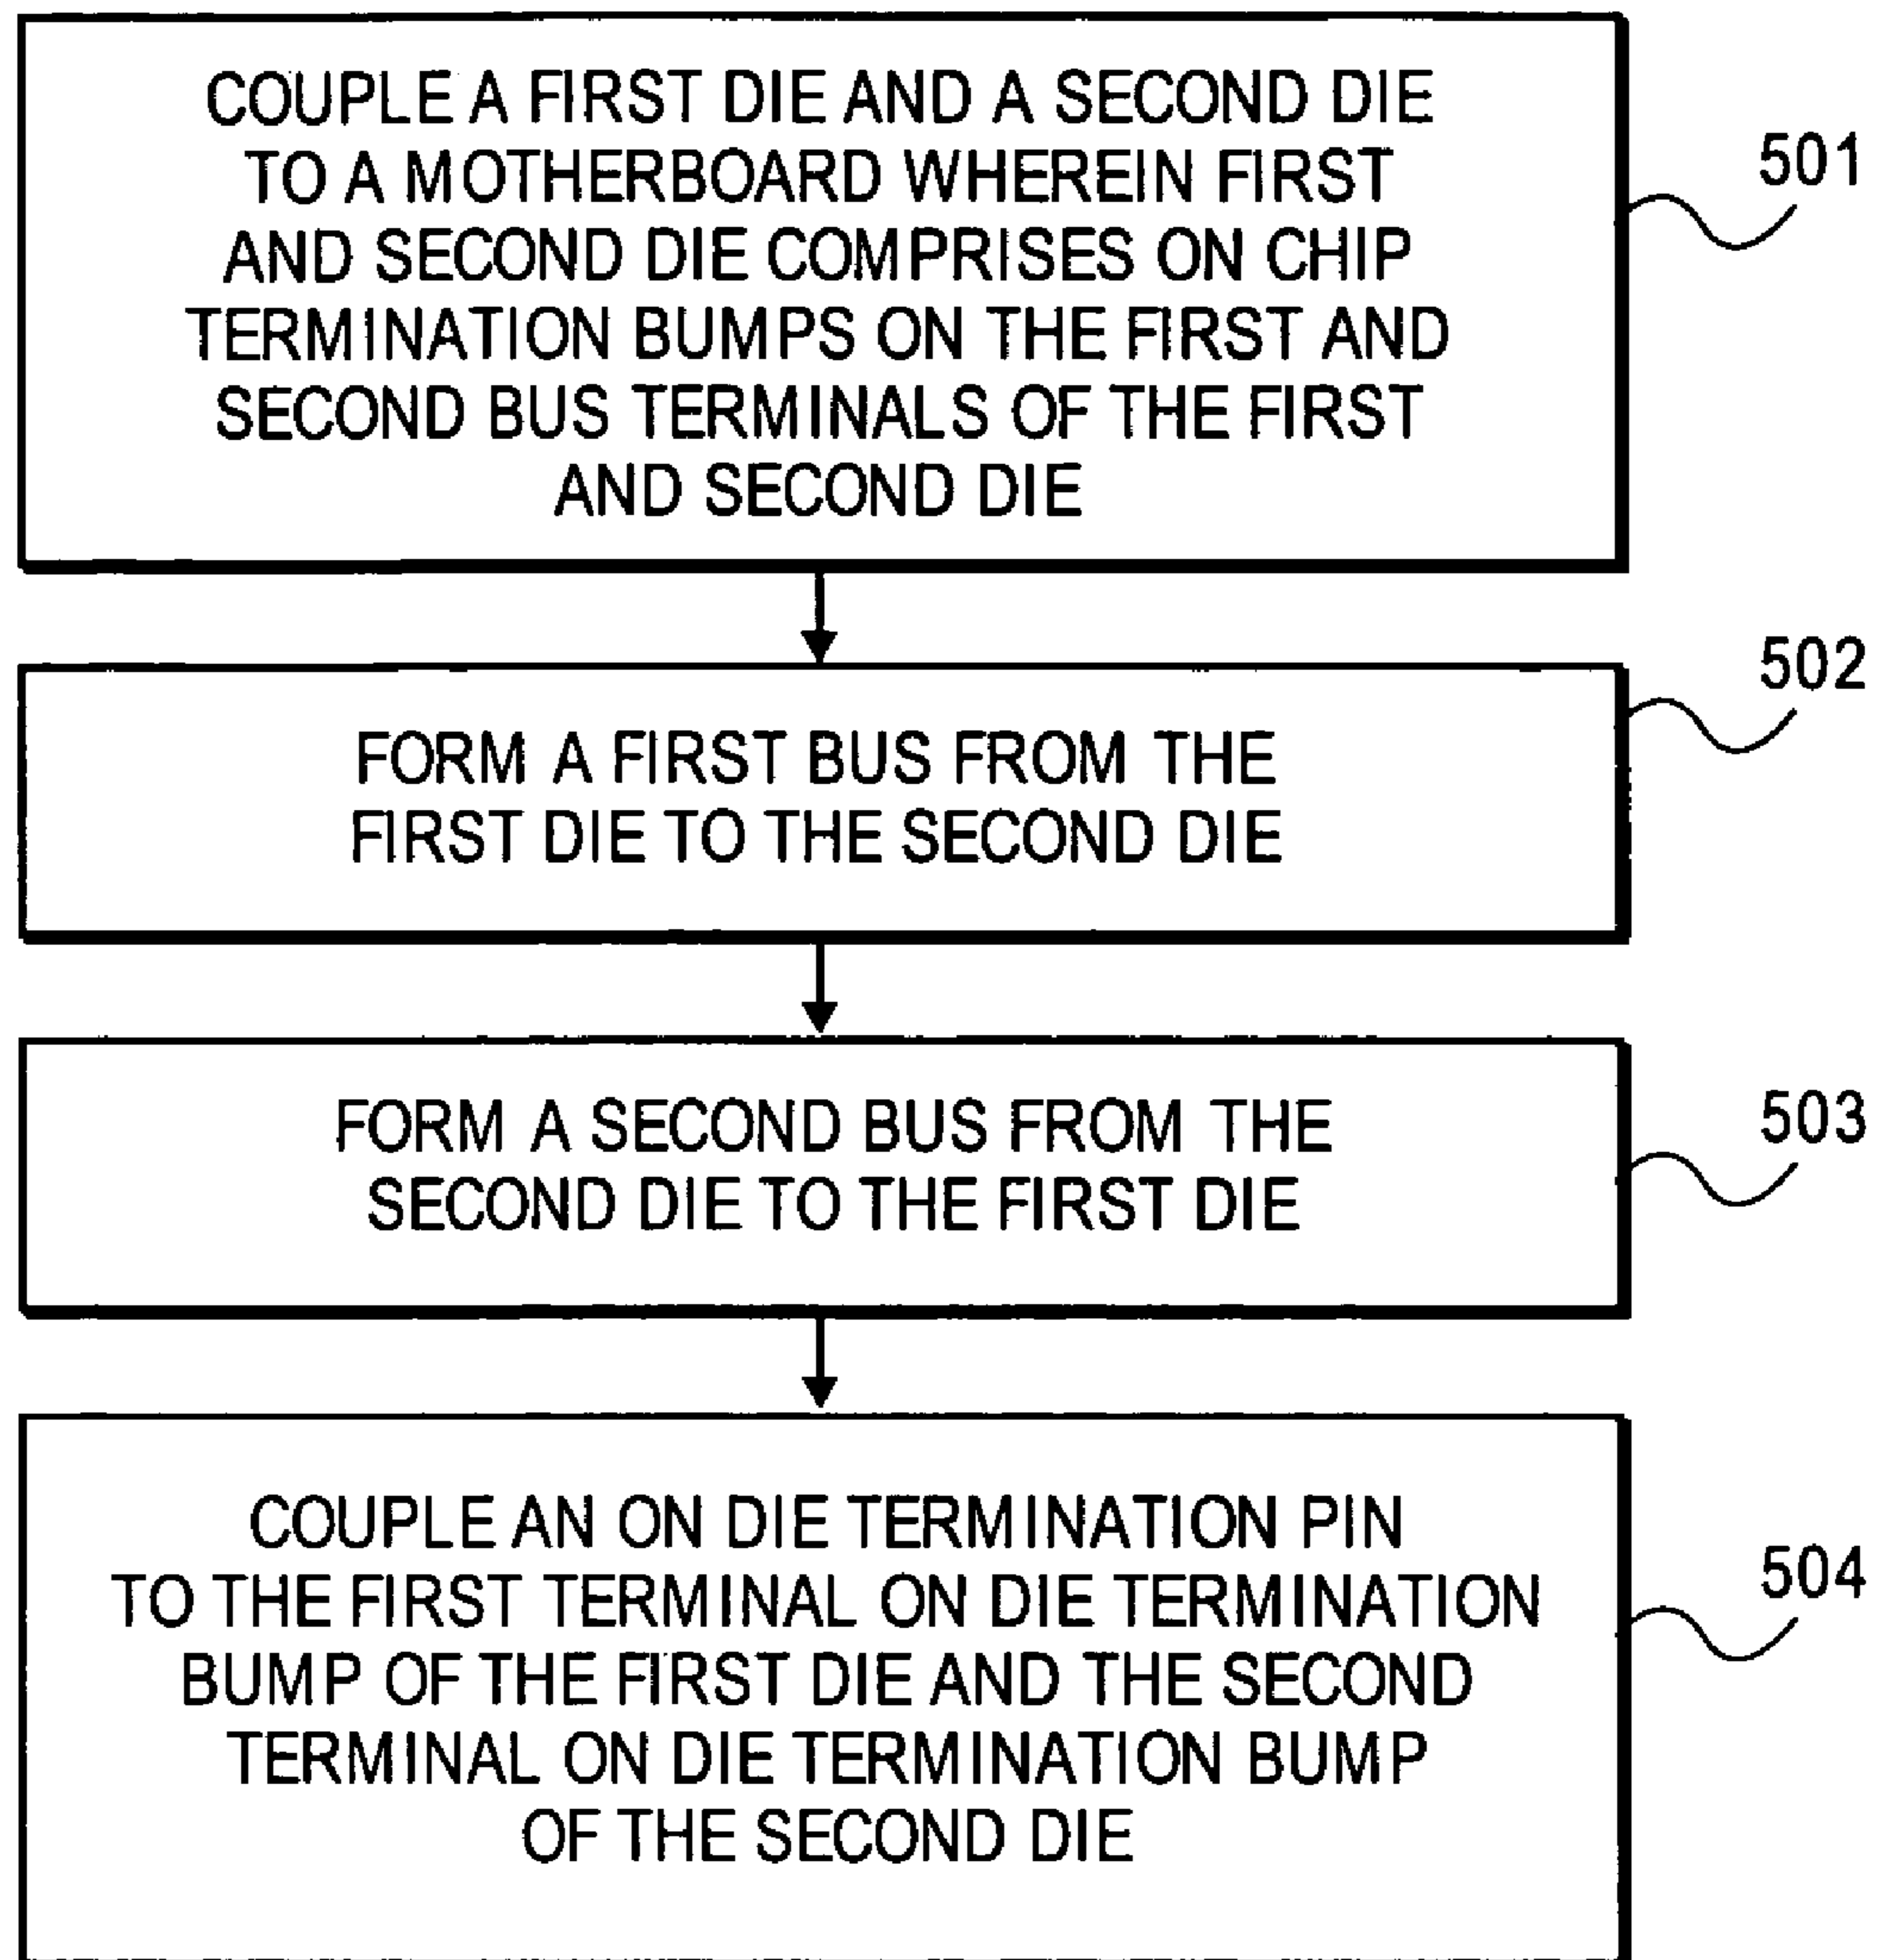 COUPLE A FIRST DIE AND A SECOND DIE
TO A MOTHERBOARD WHEREIN FIRST
AND SECOND DIE COMPRISES ON CHIP
TERMINATION BUMPS ON THE FIRST AND
SECOND BUS TERMINALS OF THE FIRST
AND SECOND DIE
501
FORM A FIRST BUS FROM THE
FIRST DIE TO THE SECOND DIE
502
FORM A SECOND BUS FROM THE
SECOND DIE TO THE FIRST DIE
503
COUPLE AN ON DIE TERMINATION PIN
TO THE FIRST TERMINAL ON DIE TERMINATION
BUMP OF THE FIRST DIE AND THE SECOND
TERMINAL ON DIE TERMINATION BUMP
OF THE SECOND DIE
504